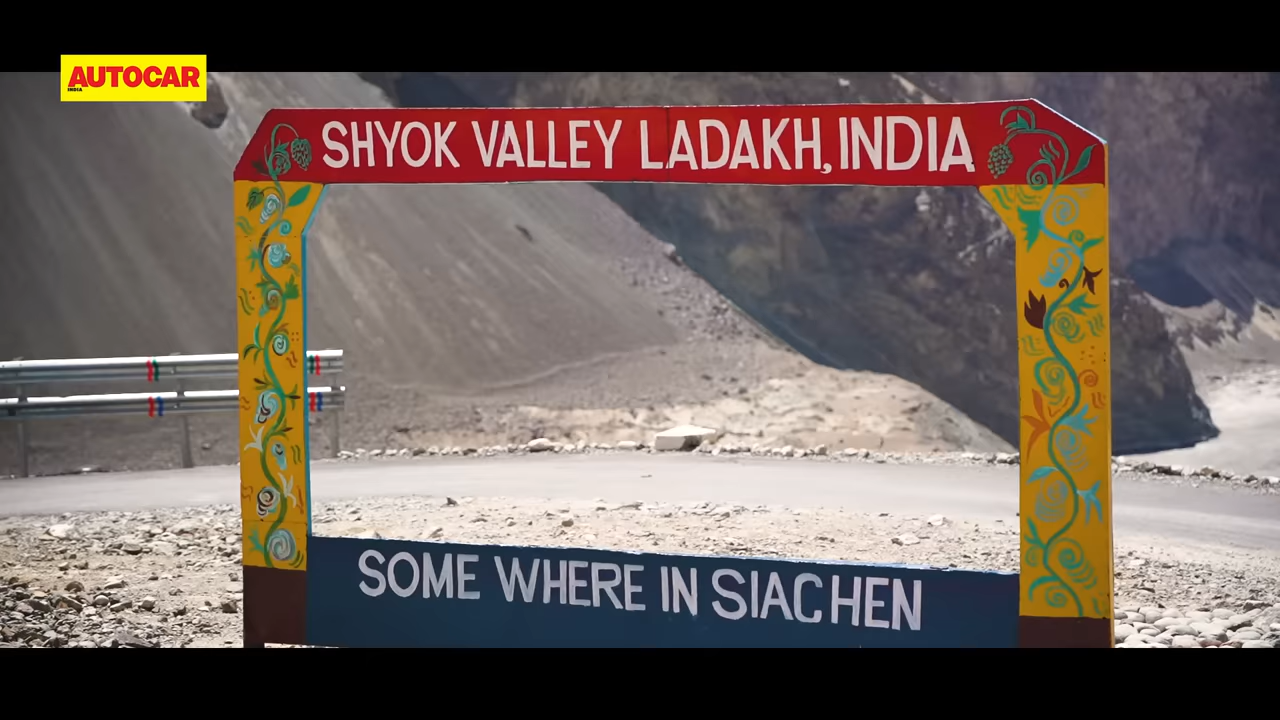 AUTOCAR
INDIA
SHYOK VALLEY LADAKH, INDIA
SOME WHERE IN SIACHEN